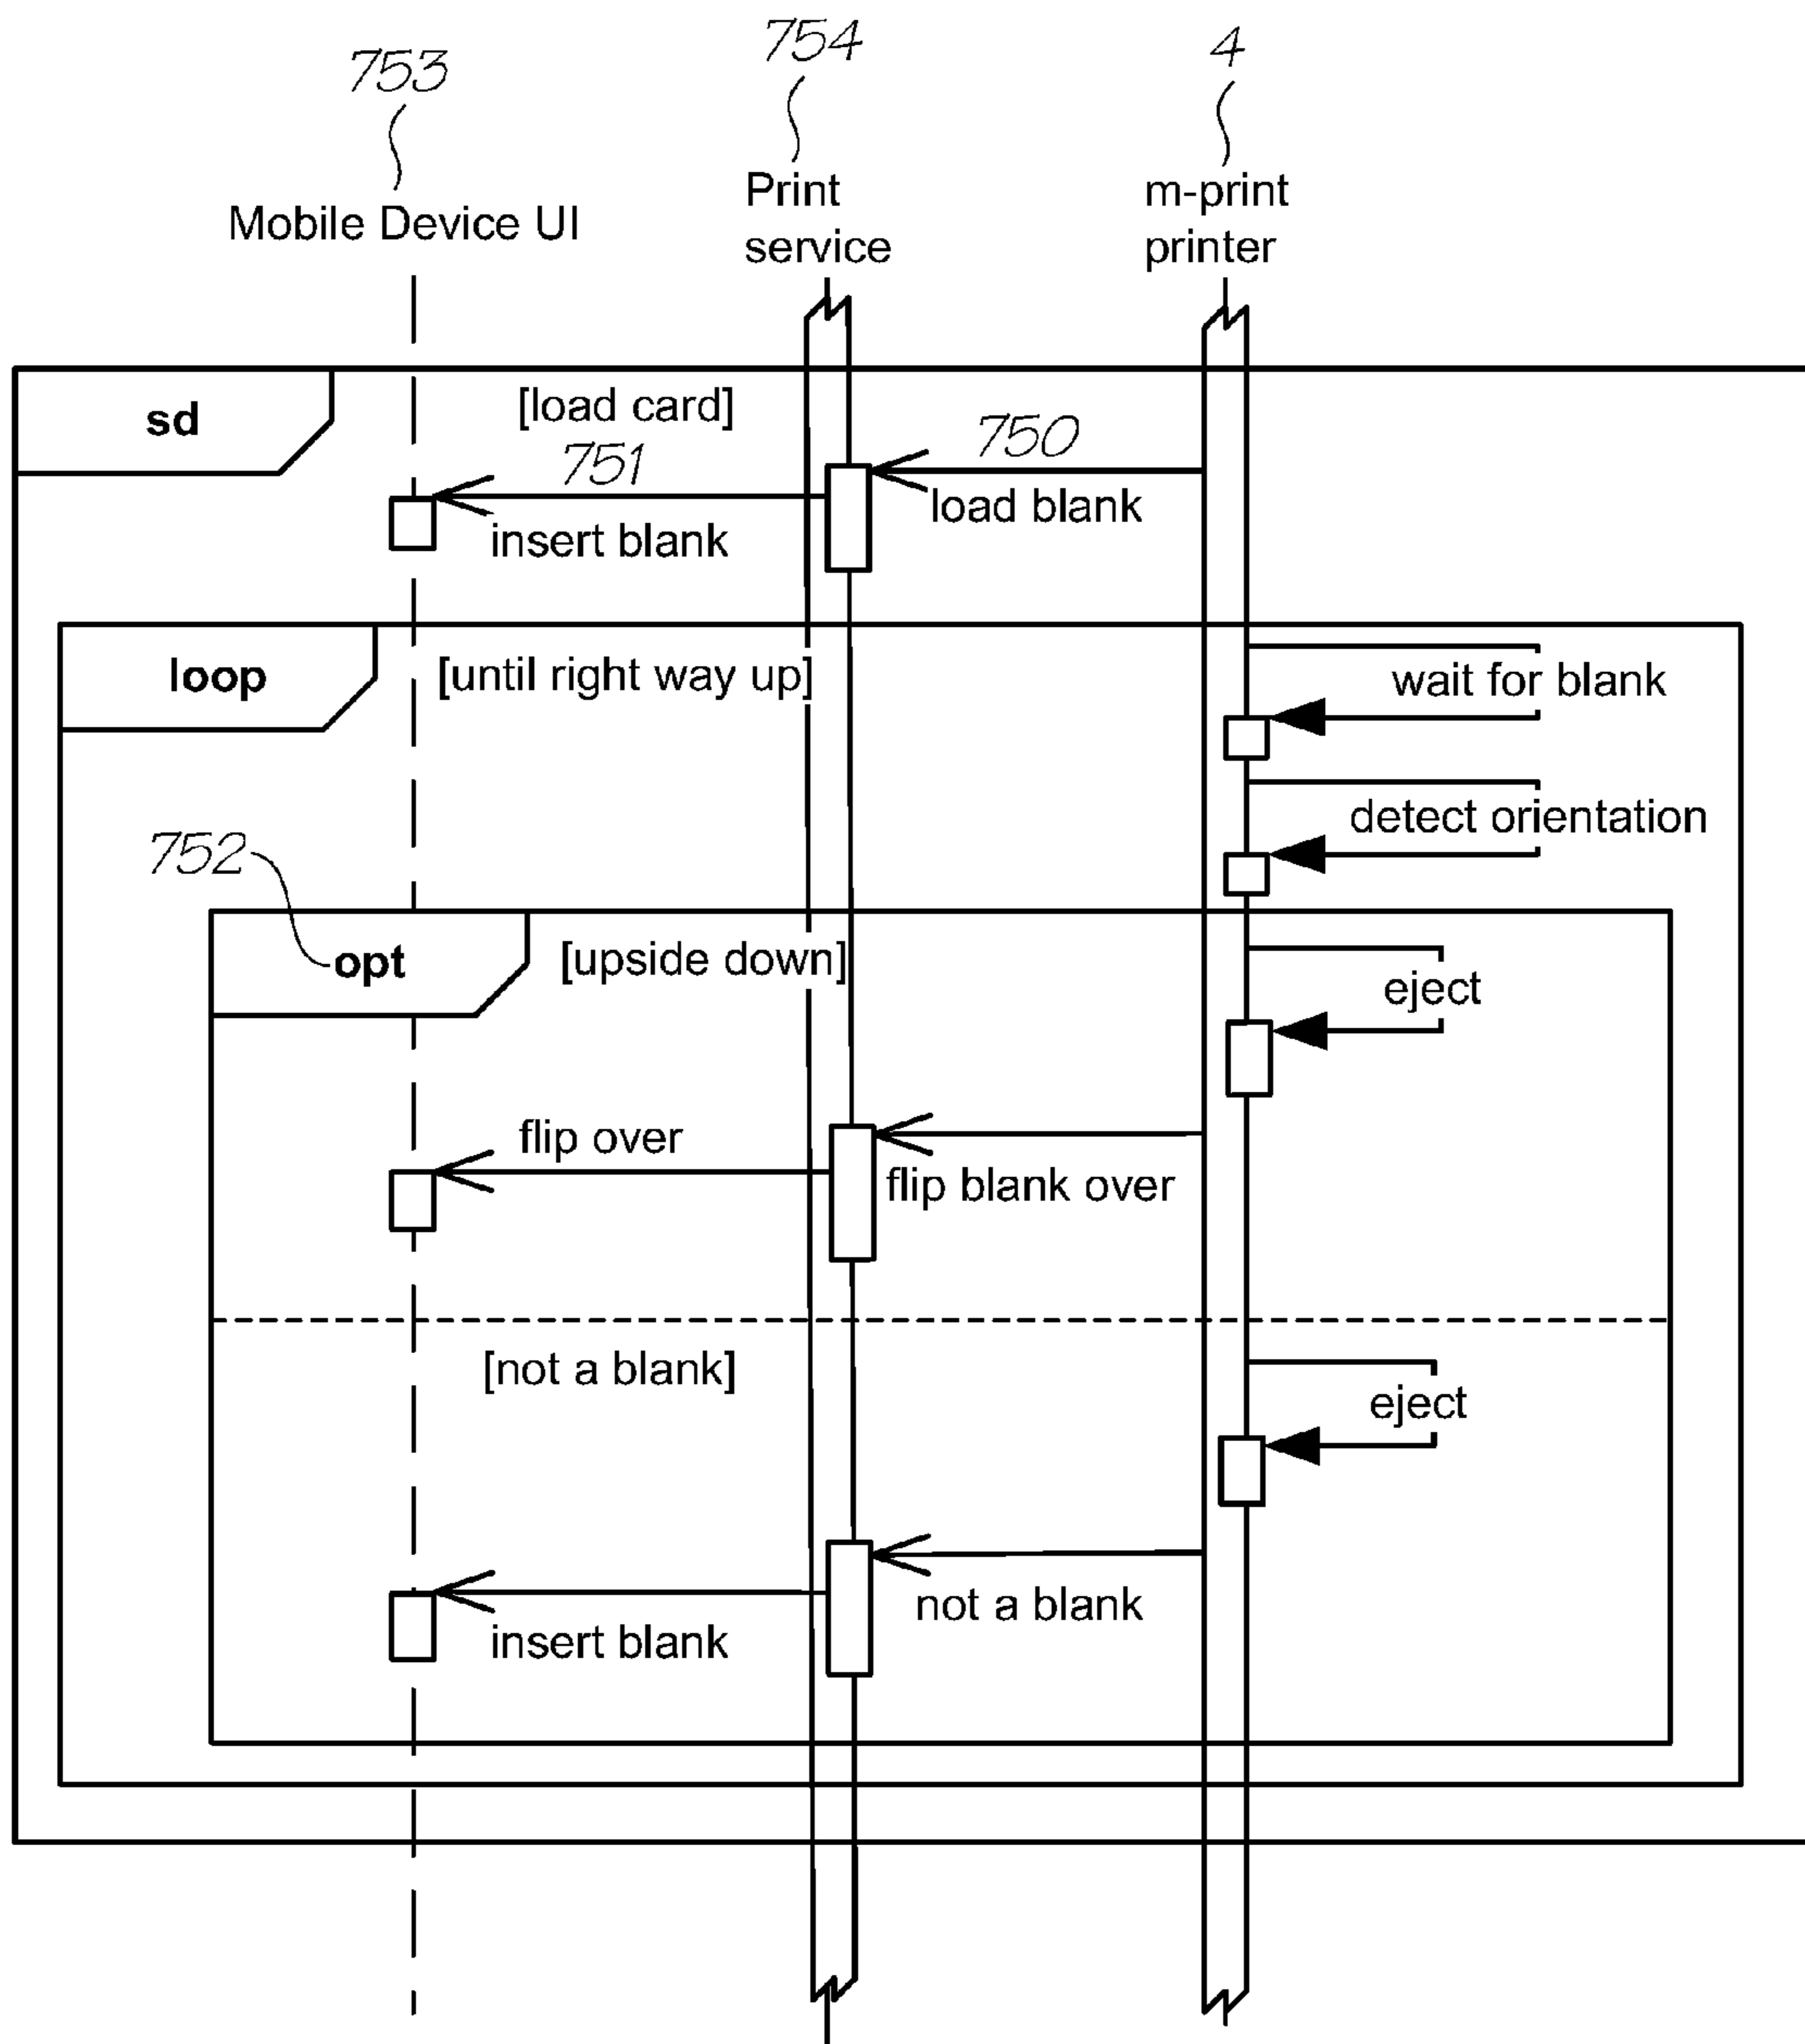 753
754
4
Mobile Device UI
Print
service
m-print
printer
sd
[load card]
751
750
insert blank
load blank
loop
[until right way up]
wait for blank
detect orientation
752
opt
[upside down]
eject
flip over
flip blank over
[not a blank]
eject
not a blank
insert blank